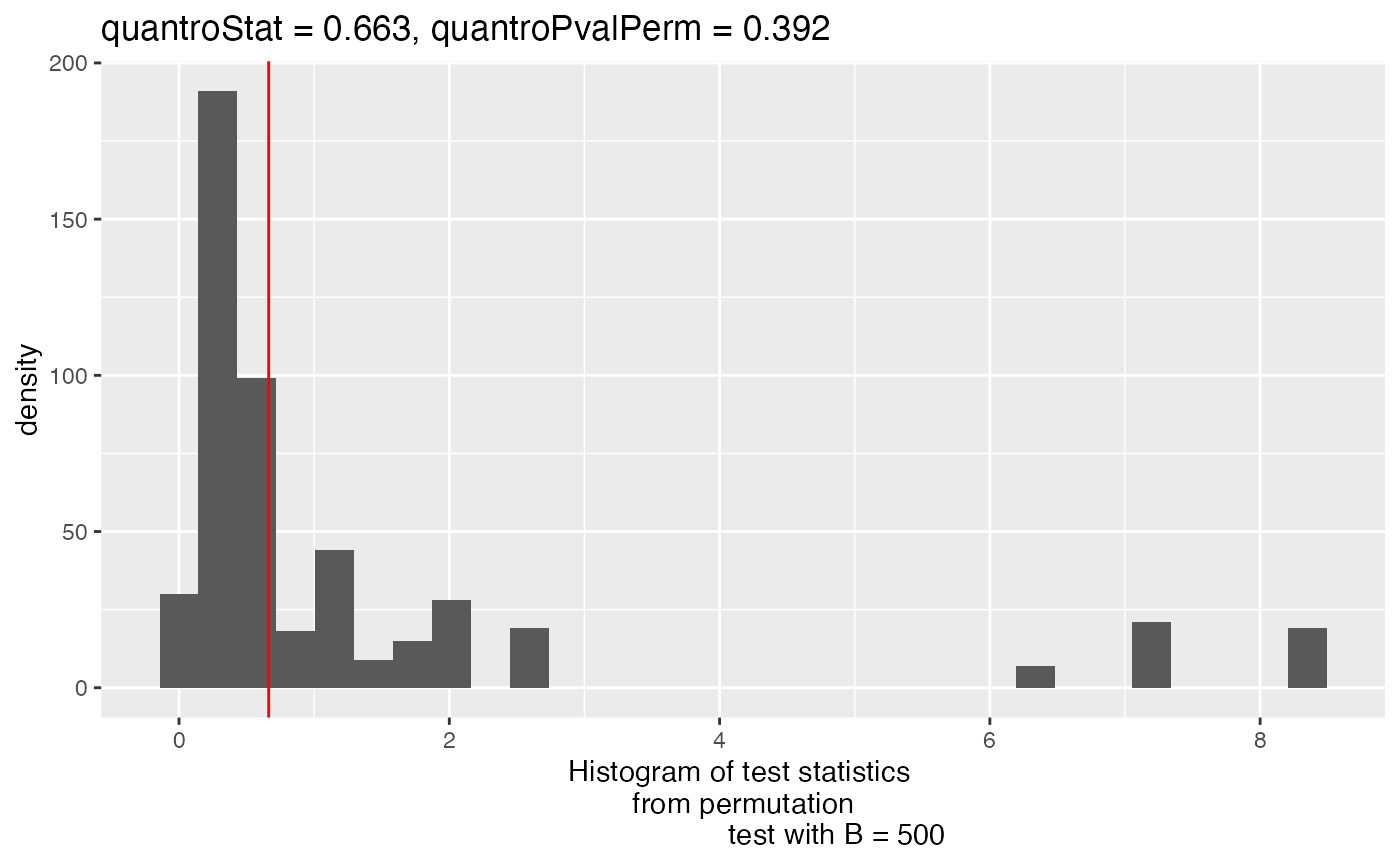 quantroStat = 0.663, quantroPvalPerm = 0.392
200
150
100
50
0
density
0 2 4 6 8
Histogram of test statistics
from permutation
test with B = 500